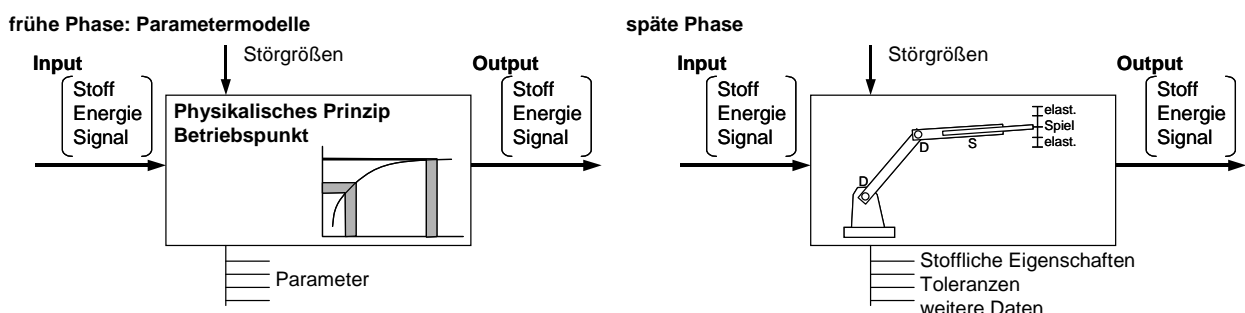 frühe Phase: Parametermodelle
Störgrößen
Input
Stoff
Energie
Signal
Output
Stoff
Energie
Signal
Physikalisches Prinzip
Betriebspunkt
Parameter
späte Phase
Störgrößen
Input
Stoff
Energie
Signal
Output
Stoff
Energie
Signal
elast.
Spiel
elast.
D
S
D
Stoffliche Eigenschaften
Toleranzen
weitere Daten